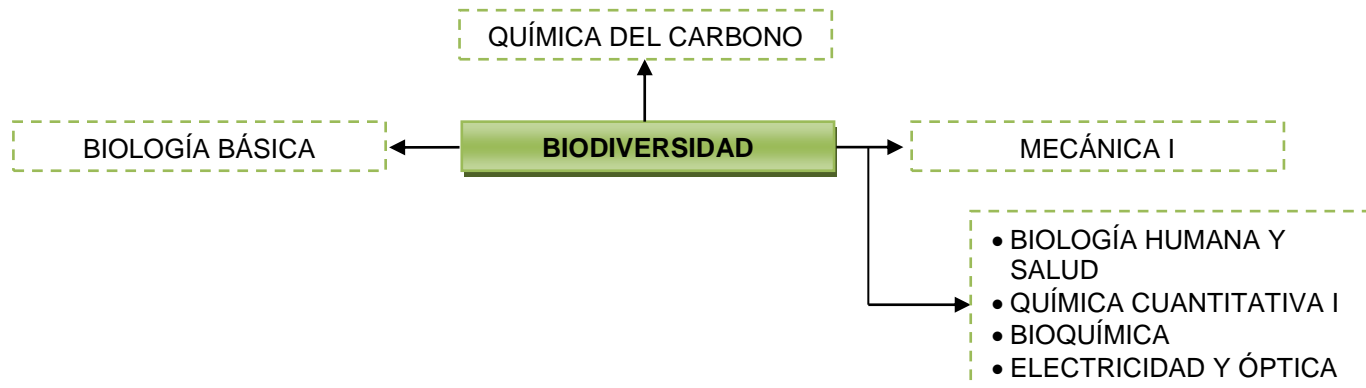 QUÍMICA DEL CARBONO
BIOLOGÍA BÁSICA
BIODIVERSIDAD
MECÁNICA I
• BIOLOGÍA HUMANA Y
SALUD
• QUÍMICA CUANTITATIVA I
• BIOQUÍMICA
• ELECTRICIDAD Y ÓPTICA